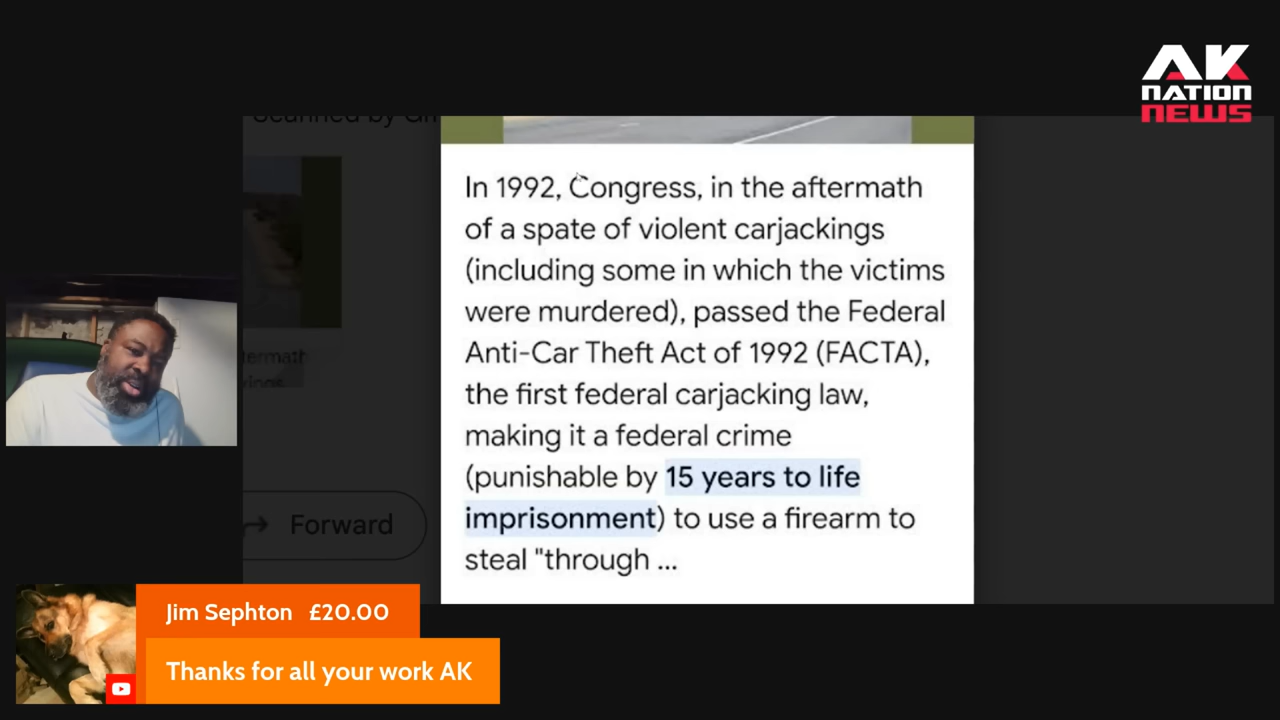 AK
NATION
NEWS
Scanned by Gm
In 1992, Congress, in the aftermath
of a spate of violent carjackings
(including some in which the victims
were murdered), passed the Federal
Anti-Car Theft Act of 1992 (FACTA),
the first federal carjacking law,
making it a federal crime
(punishable by 15 years to life
imprisonment) to use a firearm to
steal "through ...
Forward
Jim Sephton £20.00
Thanks for all your work AK